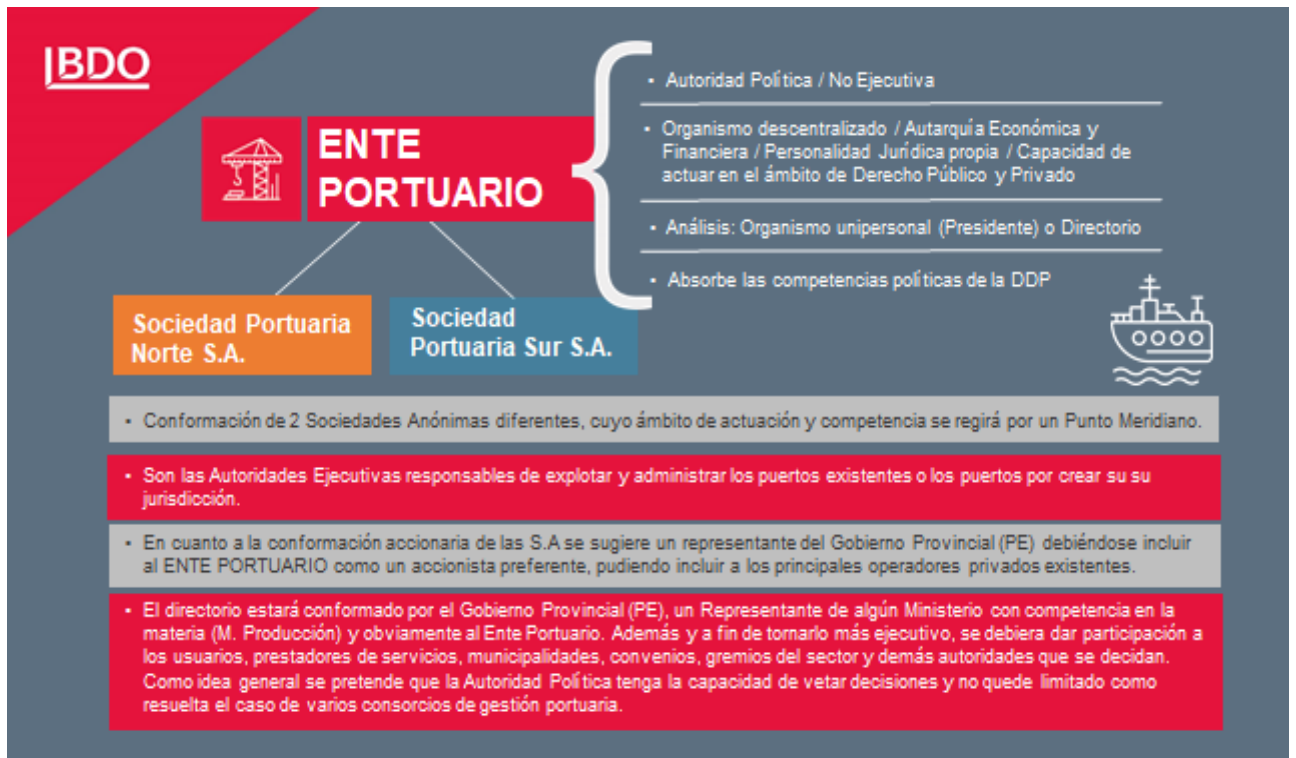 BDO
ENTE
PORTUARIO
• Autoridad Política / No Ejecutiva
• Organismo descentralizado / Autarquía Económica y
Financiera / Personalidad Jurídica propia / Capacidad de
actuar en el ámbito de Derecho Público y Privado
• Análisis: Organismo unipersonal (Presidente) o Directorio
• Absorbe las competencias políticas de la DDP
Sociedad Portuaria
Norte S.A.
Sociedad
Portuaria Sur S.A.
• Conformación de 2 Sociedades Anónimas diferentes, cuyo ámbito de actuación y competencia se regirá por un Punto Meridiano.
• Son las Autoridades Ejecutivas responsables de explotar y administrar los puertos existentes o los puertos por crear su su
jurisdicción.
• En cuanto a la conformación accionaria de las S.A se sugiere un representante del Gobierno Provincial (PE) debiéndose incluir
al ENTE PORTUARIO como un accionista preferente, pudiendo incluir a los principales operadores privados existentes.
• El directorio estará conformado por el Gobierno Provincial (PE), un Representante de algún Ministerio con competencia en la
materia (M. Producción) y obviamente al Ente Portuario. Además y a fin de tornarlo más ejecutivo, se debiera dar participación a
los usuarios, prestadores de servicios, municipalidades, convenios, gremios del sector y demás autoridades que se decidan.
Como idea general se pretende que la Autoridad Política tenga la capacidad de vetar decisiones y no quede limitado como
resuelta el caso de varios consorcios de gestión portuaria.